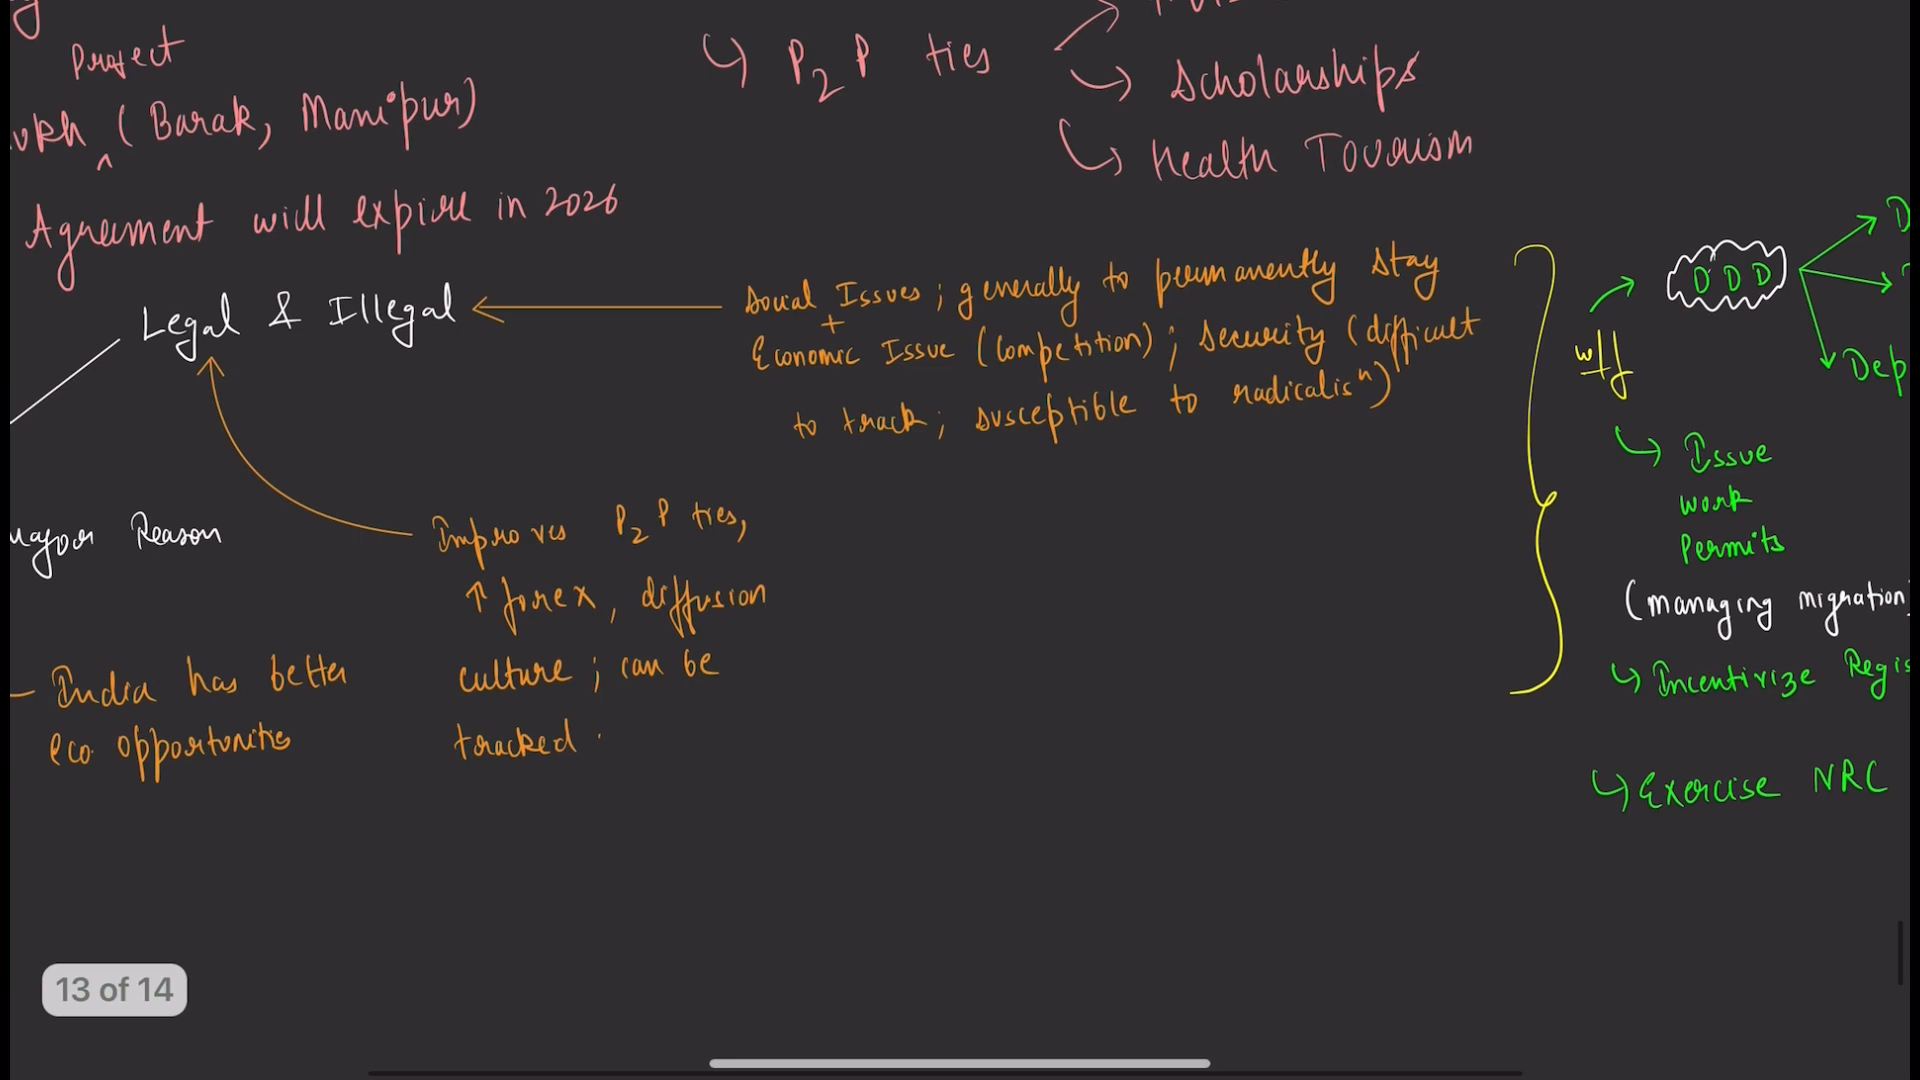 Project
(Barak, Manipur)
Agreement will expire in 2026
↳ P2P ties
→ Scholarships
↳ Health Tourism
Legal & Illegal
Social Issues ; generally to permanently stay
+
Economic Issue (Competition) ; Security (difficult
to track ; susceptible to radicalisn)
Reason
Improves P2P ties,
↑ forex, diffusion
culture ; can be
tracked .
- India has better
eco. opportunities
DDD
wff
↳ Issue
work
Permits
(managing migration)
↳ Incentivize
↳ Exercise NRC
13 of 14